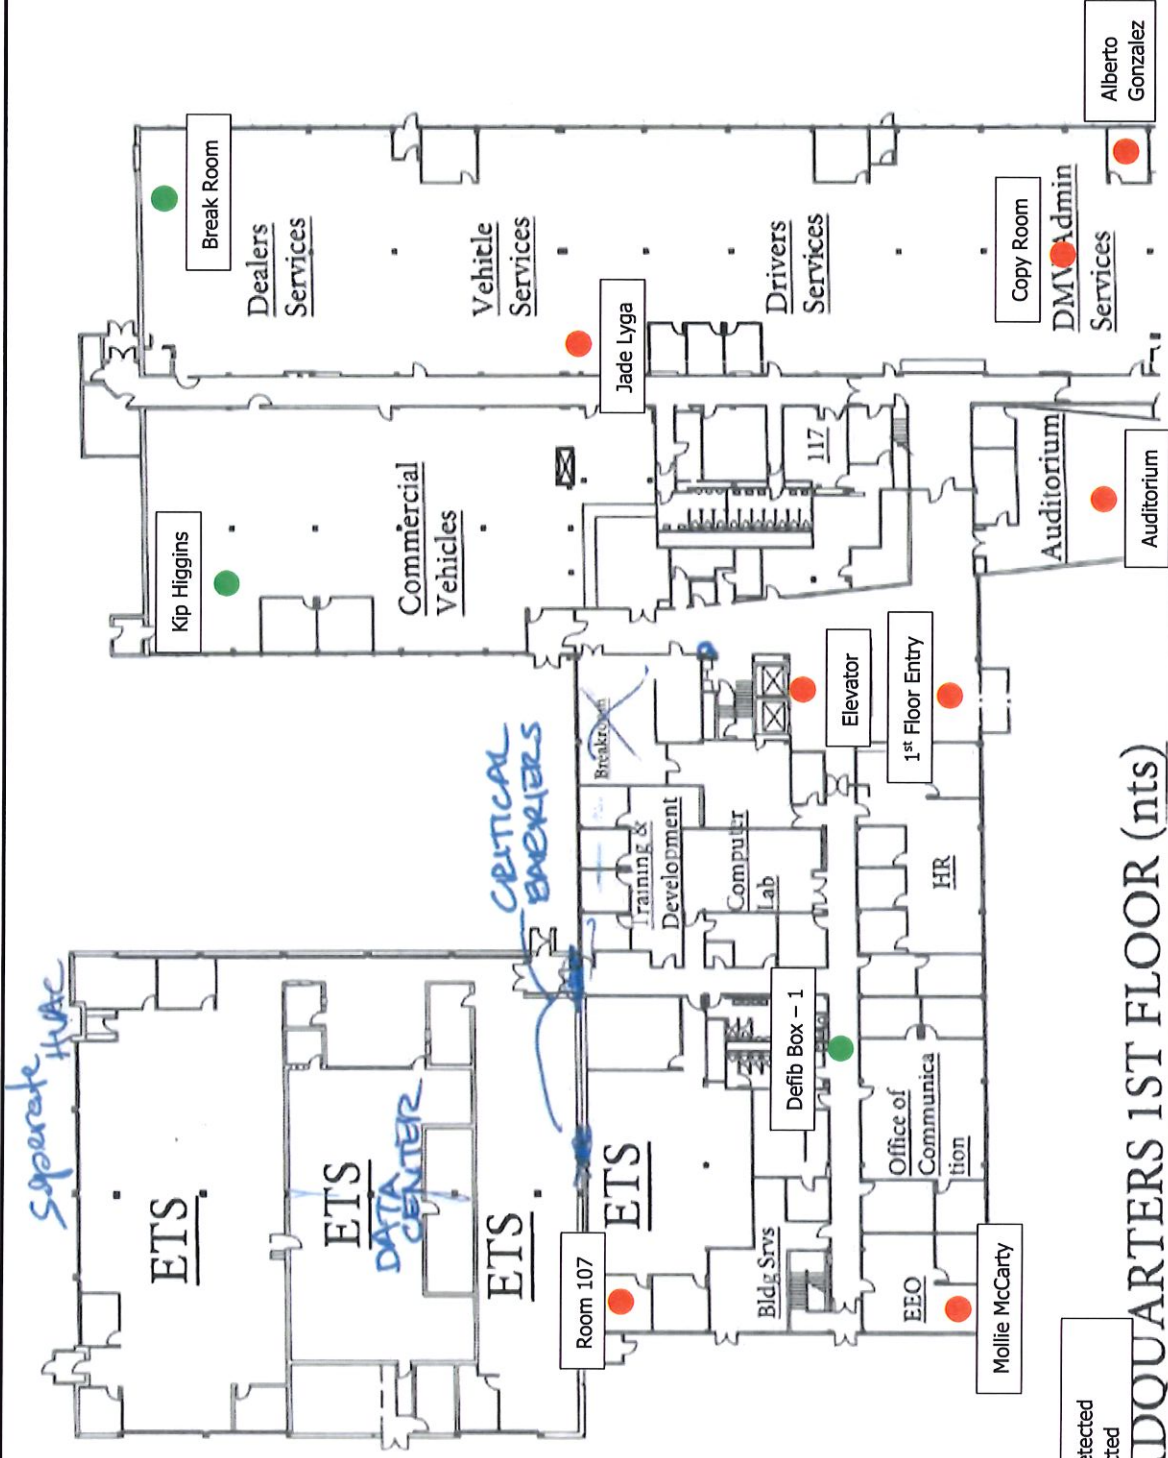 Alberto
Gonzalez
Break Room
Dealers
Services
Vehicle
Services
Drivers
Services
Copy Room
DMV Admin
Services
Jade Lyga
117
Kip Higgins
Commercial
Vehicles
Auditorium
Auditorium
Elevator
1st Floor Entry
Breakroom
CRITICAL
BARRIERS
Training &
Development
Computer
Lab
HR
Seperate
HVAC
Defib Box – 1
ETS
ETS
DATA
CENTER
ETS
ETS
Office of
Communica
tion
Room 107
Bldg Srvs
EEO
Mollie McCarty
etected
cted
DQUARTERS 1ST FLOOR (nts)